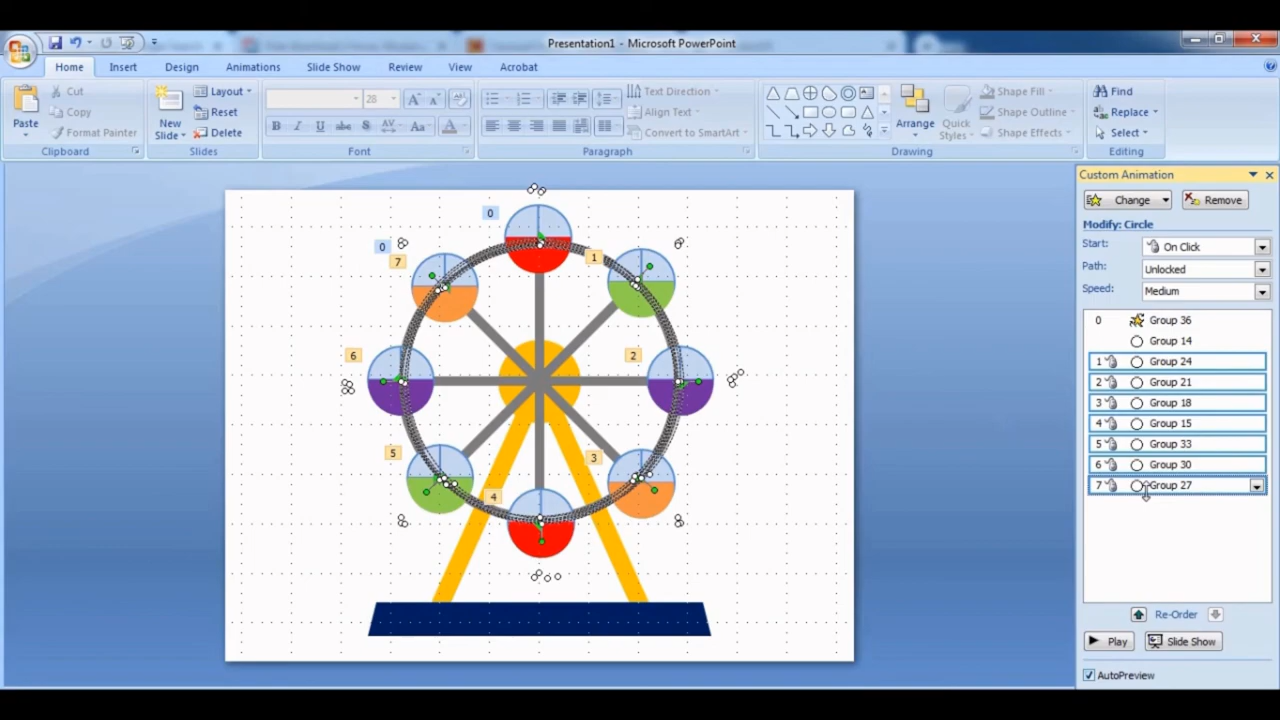 Presentation1 - Microsoft PowerPoint
Home Insert Design Animations Slide Show Review View Acrobat
Paste
Cut
Copy
Format Painter
Clipboard
New Slide
Layout
Reset
Delete
Slides
28
B I U abc S AV Aa A
Font
Text Direction
Align Text
Convert to SmartArt
Paragraph
Arrange
Quick Styles
Shape Fill
Shape Outline
Shape Effects
Drawing
Find
Replace
Select
Editing
0
0
7
1
6
2
5
3
4
Custom Animation
Change Remove
Modify: Circle
Start: On Click
Path: Unlocked
Speed: Medium
0 Group 36
Group 14
1 Group 24
2 Group 21
3 Group 18
4 Group 15
5 Group 33
6 Group 30
7 Group 27
Re-Order
Play Slide Show
AutoPreview